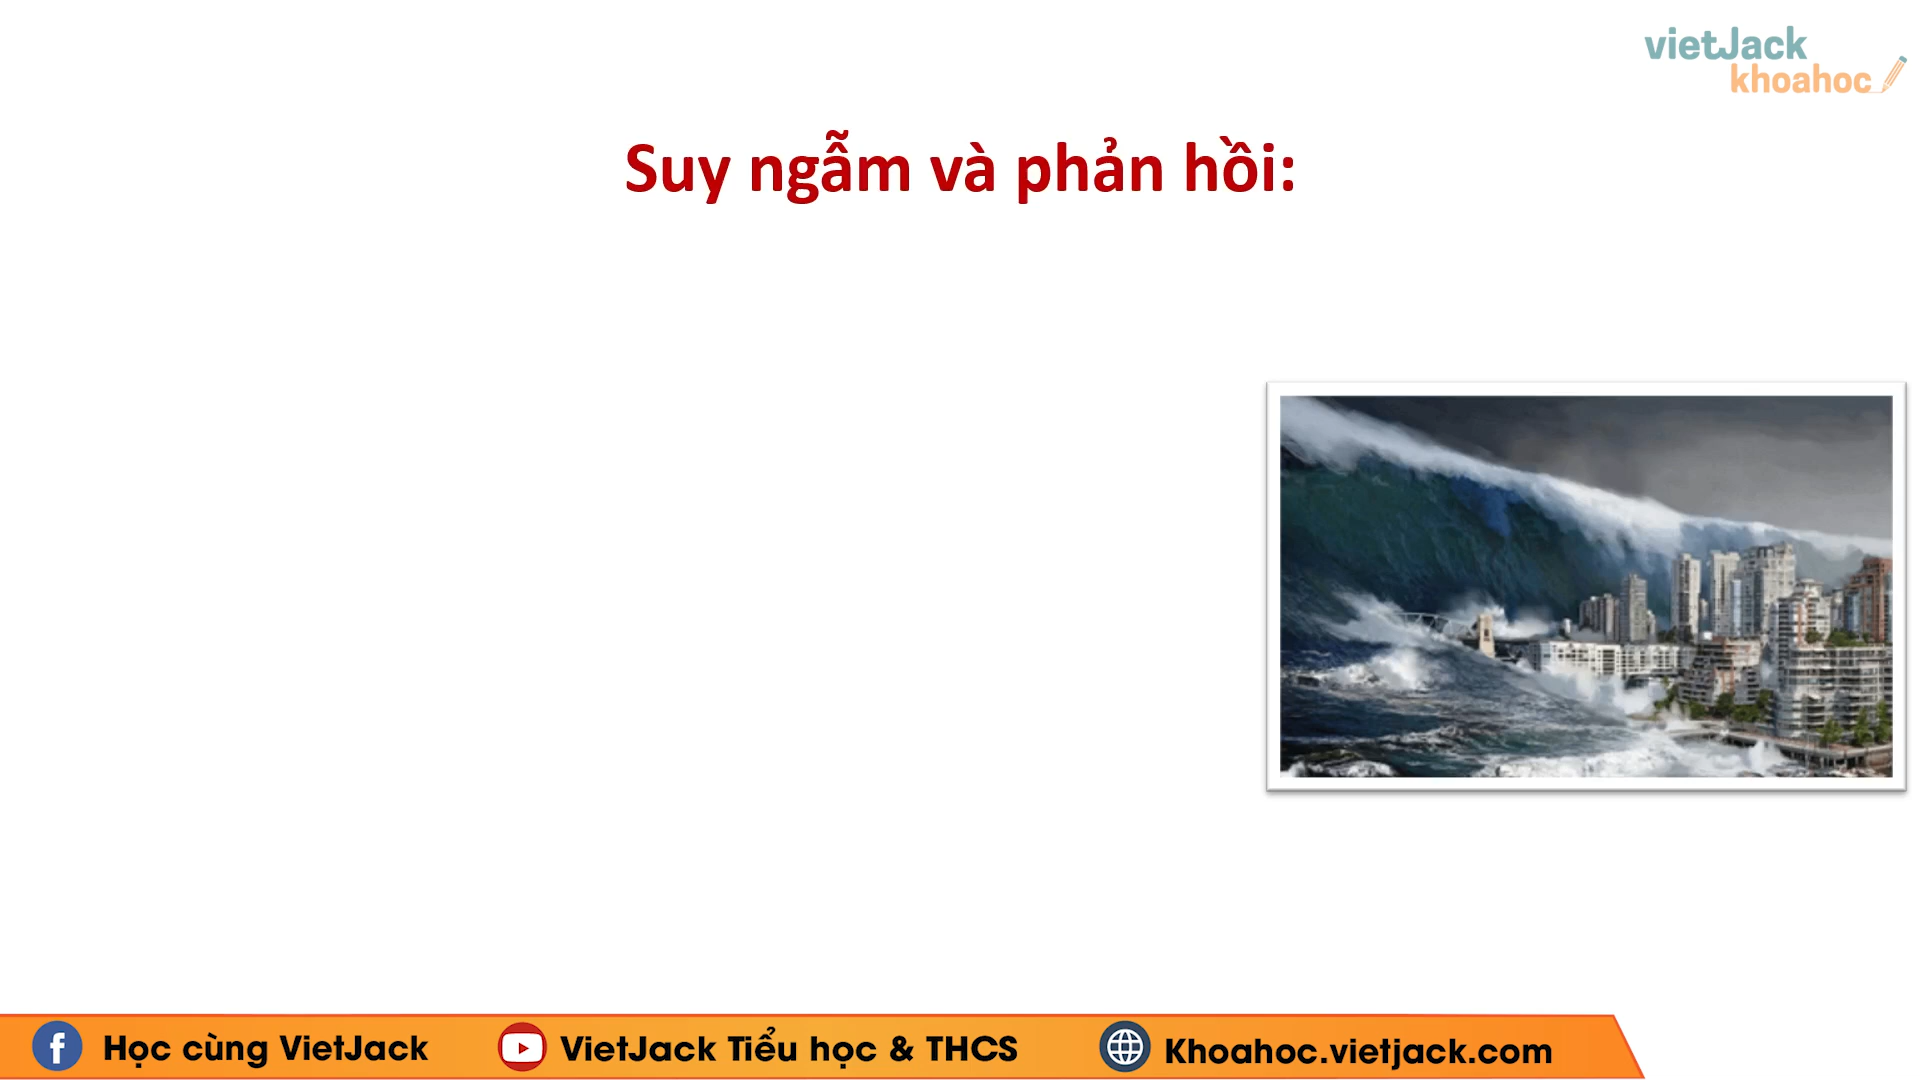 vietJack
khoahoc
Suy ngẫm và phản hồi:
Học cùng VietJack
VietJack Tiểu học & THCS
Khoahoc.vietjack.com